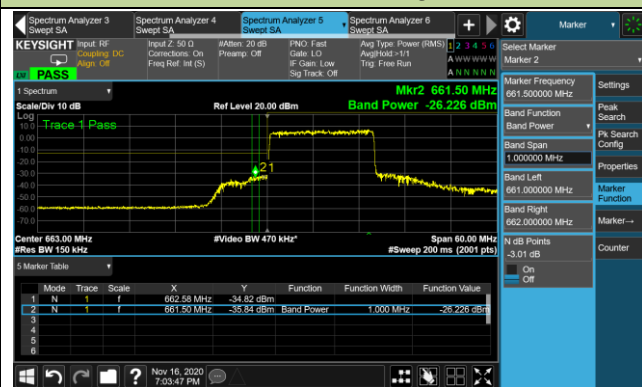 Spectrum Analyzer 3 Spectrum Analyzer 4 Spectrum Analyzer 5 Spectrum Analyzer 6 Marker
Swept SA Swept SA Swept SA Swept SA
KEYSIGHT Input: RF Input Z: 50 Ω #Atten: 20 dB PNO: Fast Avg Type: Power (RMS) 1 2 3 4 5 6
Coupling: DC Corrections: On Preamp: Off Gate: LO Avg|Hold:>1/1 A W W W W W
Align: Off Freq Ref: Int (S) IF Gain: Low Trig: Free Run
PASS Sig Track: Off A N N N N N
Select Marker
Marker 2
1 Spectrum
Mkr2 661.50 MHz
Scale/Div 10 dB Ref Level 20.00 dBm Band Power -26.226 dBm
Log
Trace 1 Pass
10.0
0.00
-10.0
-20.0
-30.0
-40.0
-50.0
-60.0
-70.0
2 1
Center 663.00 MHz #Video BW 470 kHz* Span 60.00 MHz
#Res BW 150 kHz #Sweep 200 ms (2001 pts)
5 Marker Table
Mode Trace Scale X Y Function Function Width Function Value
1 N 1 f 662.58 MHz -34.82 dBm
2 N 1 f 661.50 MHz -35.84 dBm Band Power 1.000 MHz -26.226 dBm
3
4
5
6
Marker Frequency
661.500000 MHz
Band Function
Band Power
Band Span
1.000000 MHz
Band Left
661.000000 MHz
Band Right
662.000000 MHz
N dB Points
-3.01 dB
On
Off
Settings
Peak
Search
Pk Search
Config
Properties
Marker
Function
Marker→
Counter
? Nov 16, 2020
7:03:47 PM